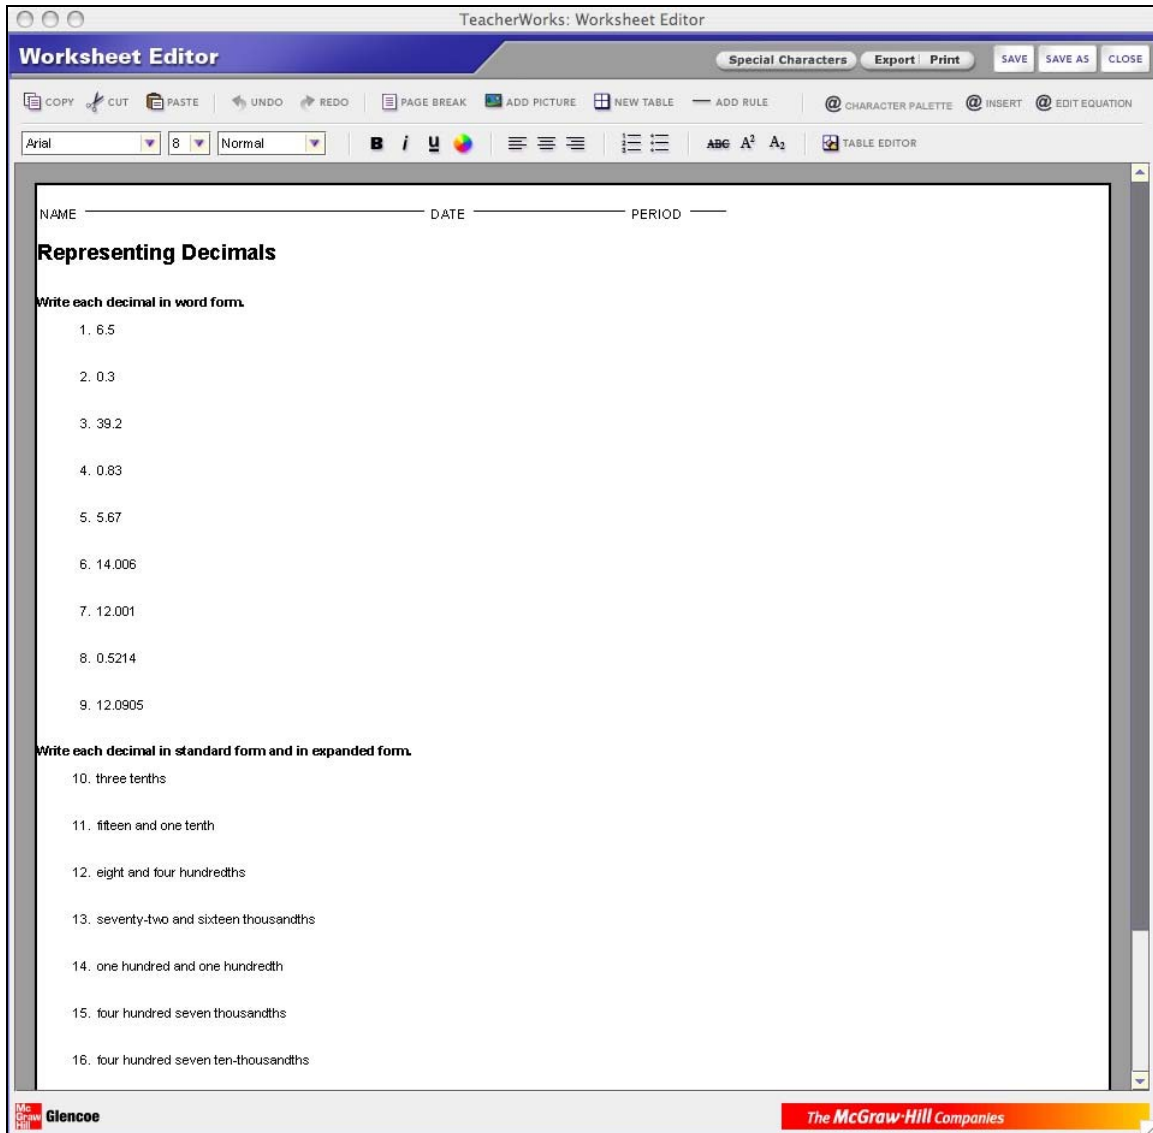 TeacherWorks: Worksheet Editor
Worksheet Editor
Special Characters Export Print SAVE SAVE AS CLOSE
COPY CUT PASTE UNDO REDO PAGE BREAK ADD PICTURE NEW TABLE ADD RULE @ CHARACTER PALETTE @ INSERT @ EDIT EQUATION
Arial 8 Normal B i U ABC A² A₂ TABLE EDITOR
NAME DATE PERIOD
Representing Decimals
Write each decimal in word form.
1. 6.5
2. 0.3
3. 39.2
4. 0.83
5. 5.67
6. 14.006
7. 12.001
8. 0.5214
9. 12.0905
Write each decimal in standard form and in expanded form.
10. three tenths
11. fifteen and one tenth
12. eight and four hundredths
13. seventy-two and sixteen thousandths
14. one hundred and one hundredth
15. four hundred seven thousandths
16. four hundred seven ten-thousandths
Mc Graw Hill Glencoe
The McGraw·Hill Companies